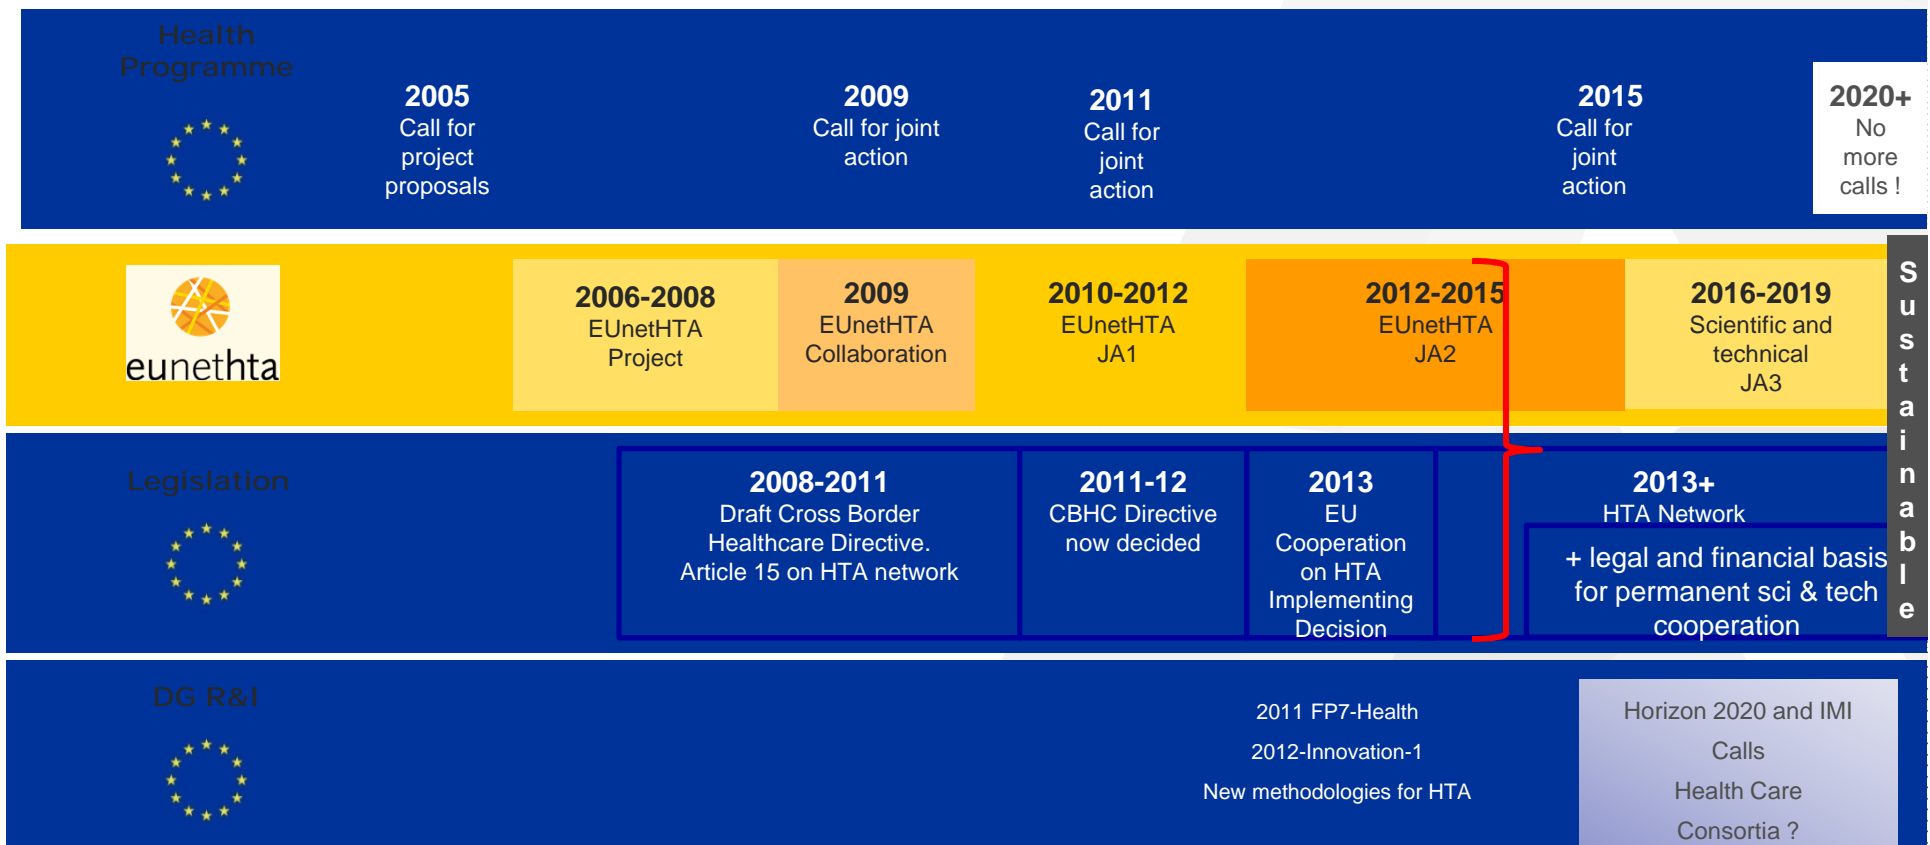 Health
Programme
2005
Call for
project
proposals
2009
Call for joint
action
2011
Call for
joint
action
2015
Call for
joint
action
2020+
No
more
calls !
eunethta
2006-2008
EUnetHTA
Project
2009
EUnetHTA
Collaboration
2010-2012
EUnetHTA
JA1
2012-2015
EUnetHTA
JA2
2016-2019
Scientific and
technical
JA3
Sustainable
Legislation
2008-2011
Draft Cross Border
Healthcare Directive.
Article 15 on HTA network
2011-12
CBHC Directive
now decided
2013
EU
Cooperation
on HTA
Implementing
Decision
2013+
HTA Network
+ legal and financial basis
for permanent sci & tech
cooperation
DG R&I
2011 FP7-Health
2012-Innovation-1
New methodologies for HTA
Horizon 2020 and IMI
Calls
Health Care
Consortia ?